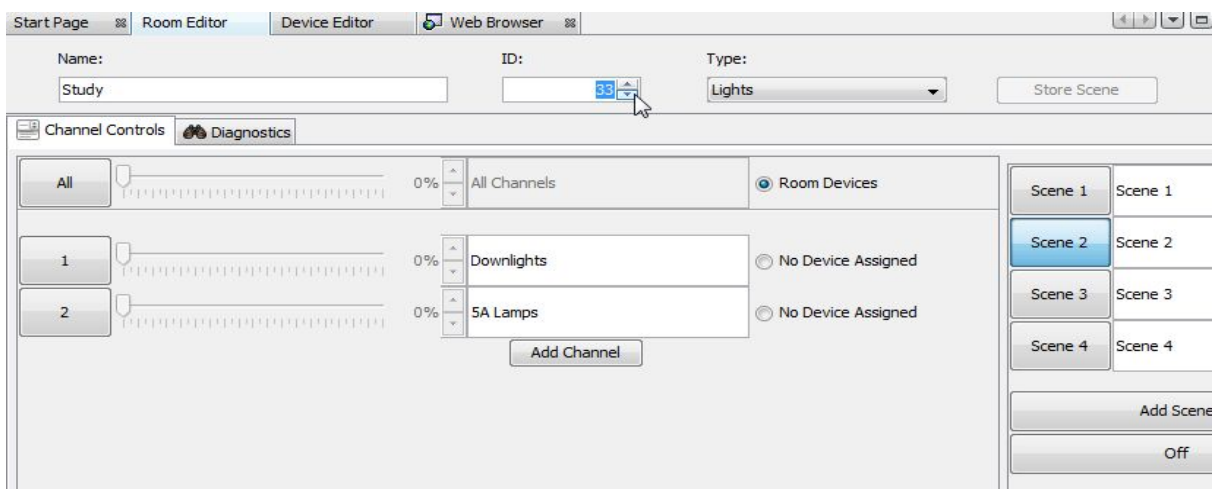 Start Page Room Editor Device Editor Web Browser
Name: ID: Type:
Study 33 Lights Store Scene
Channel Controls Diagnostics
All 0% All Channels Room Devices
1 0% Downlights No Device Assigned
2 0% 5A Lamps No Device Assigned
Add Channel
Scene 1 Scene 1
Scene 2 Scene 2
Scene 3 Scene 3
Scene 4 Scene 4
Add Scene
Off